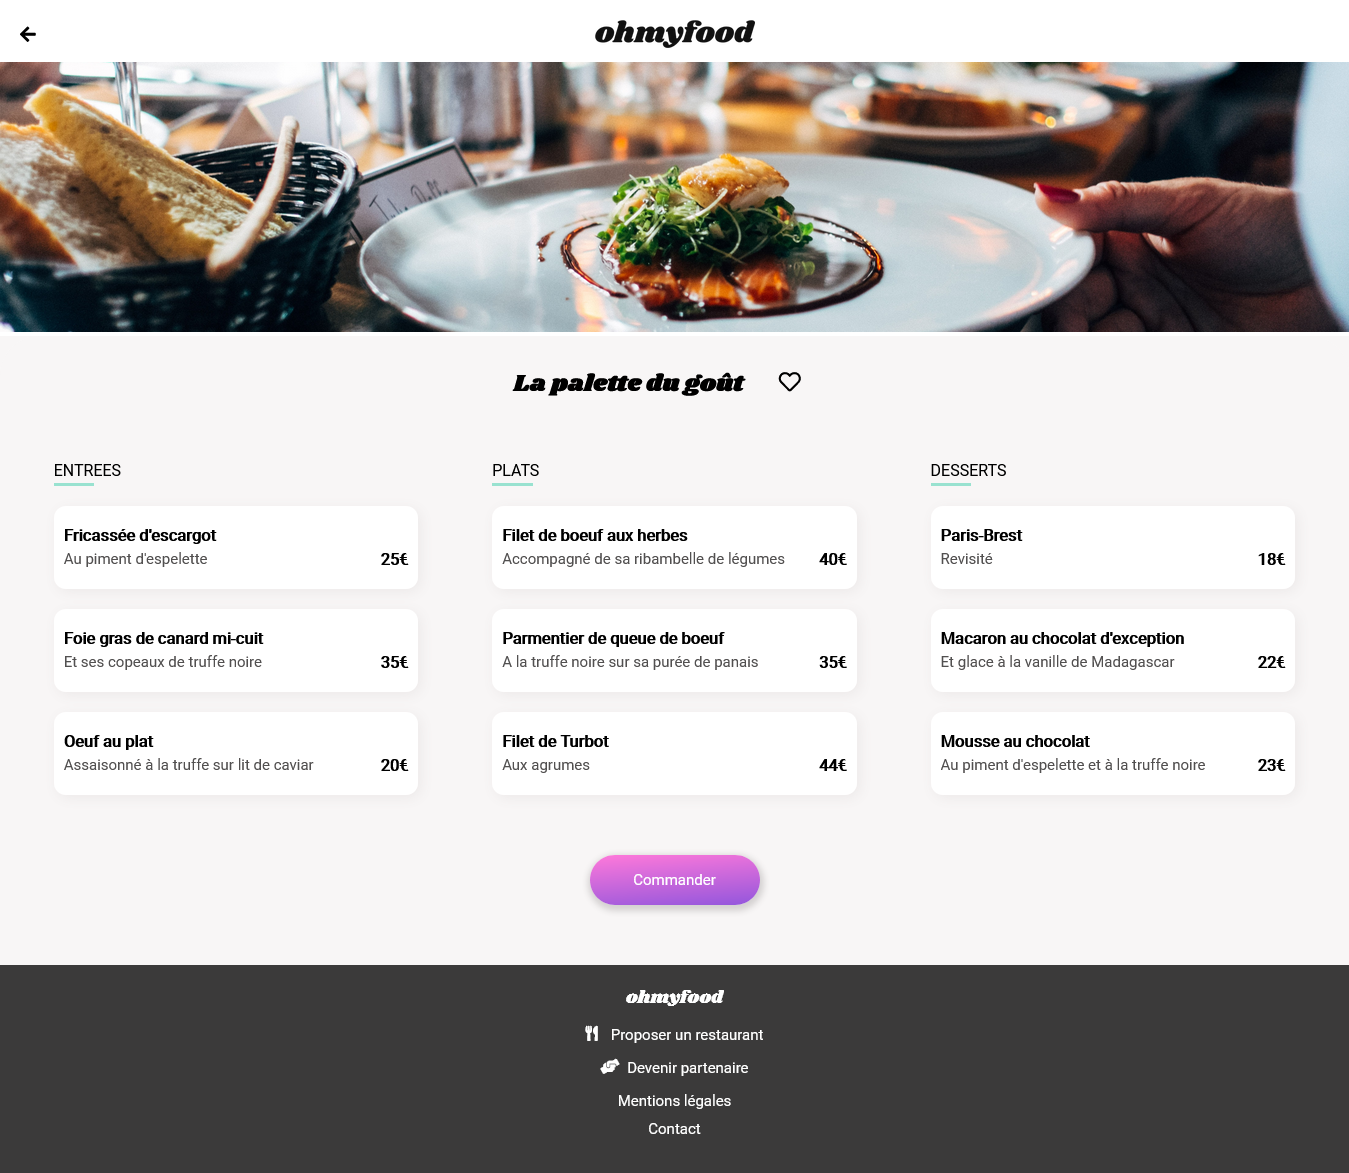 ohmyfood
La palette du goût
ENTREES
Fricassée d'escargot
Au piment d'espelette 25€
Foie gras de canard mi-cuit
Et ses copeaux de truffe noire 35€
Oeuf au plat
Assaisonné à la truffe sur lit de caviar 20€
PLATS
Filet de boeuf aux herbes
Accompagné de sa ribambelle de légumes 40€
Parmentier de queue de boeuf
A la truffe noire sur sa purée de panais 35€
Filet de Turbot
Aux agrumes 44€
DESSERTS
Paris-Brest
Revisité 18€
Macaron au chocolat d'exception
Et glace à la vanille de Madagascar 22€
Mousse au chocolat
Au piment d'espelette et à la truffe noire 23€
Commander
ohmyfood
Proposer un restaurant
Devenir partenaire
Mentions légales
Contact